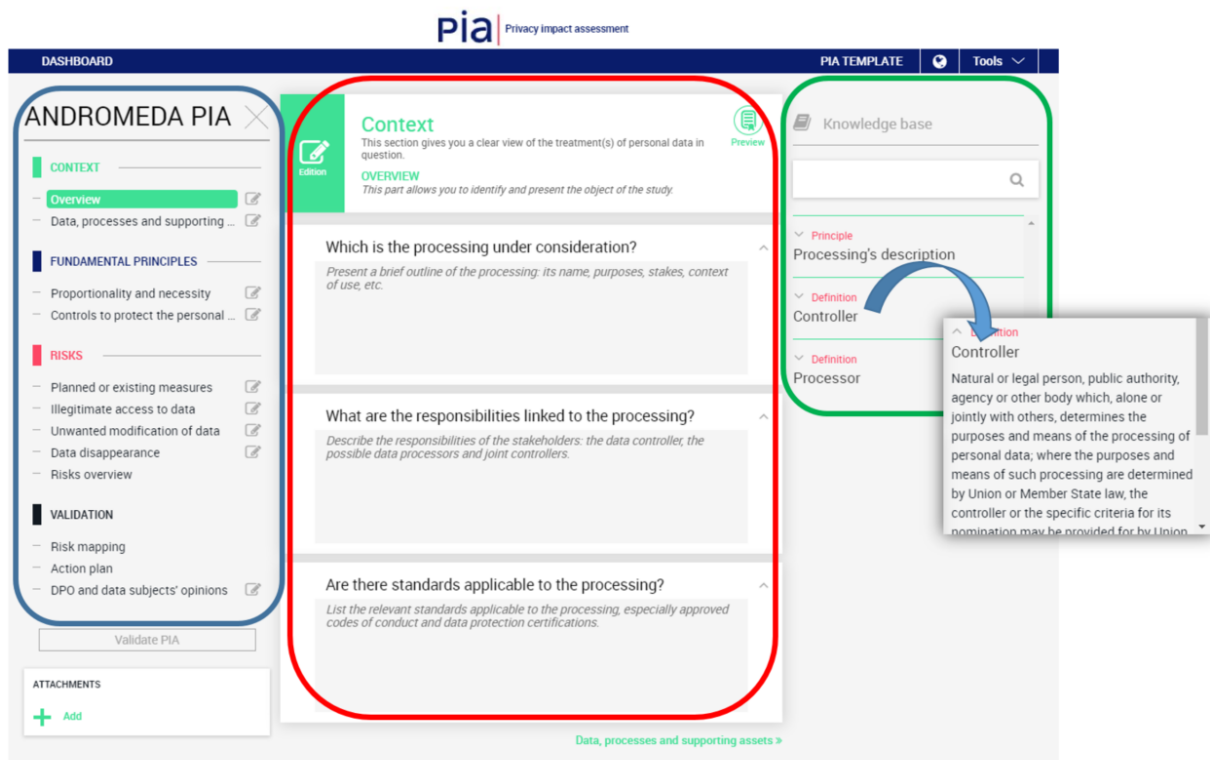 pia Privacy impact assessment
DASHBOARD
PIA TEMPLATE
Tools
ANDROMEDA PIA
CONTEXT
Overview
Data, processes and supporting ...
FUNDAMENTAL PRINCIPLES
Proportionality and necessity
Controls to protect the personal ...
RISKS
Planned or existing measures
Illegitimate access to data
Unwanted modification of data
Data disappearance
Risks overview
VALIDATION
Risk mapping
Action plan
DPO and data subjects' opinions
Validate PIA
ATTACHMENTS
Add
Edition
Context
This section gives you a clear view of the treatment(s) of personal data in
question.
Preview
OVERVIEW
This part allows you to identify and present the object of the study.
Which is the processing under consideration?
Present a brief outline of the processing: its name, purposes, stakes, context
of use, etc.
What are the responsibilities linked to the processing?
Describe the responsibilities of the stakeholders: the data controller, the
possible data processors and joint controllers.
Are there standards applicable to the processing?
List the relevant standards applicable to the processing, especially approved
codes of conduct and data protection certifications.
Data, processes and supporting assets »
Knowledge base
Principle
Processing's description
Definition
Controller
Definition
Processor
Definition
Controller
Natural or legal person, public authority,
agency or other body which, alone or
jointly with others, determines the
purposes and means of the processing of
personal data; where the purposes and
means of such processing are determined
by Union or Member State law, the
controller or the specific criteria for its
nomination may be provided for by Union